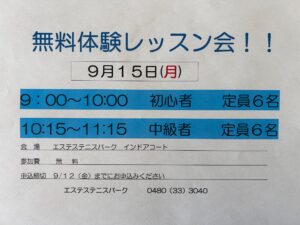 無料体験レッスン会！！
９月１５日(月)
９：００～１０:００　初心者　定員６名
１０:１５～１１:１５　中級者　定員６名
会　場　エステステニスパーク　インドアコート
参加費　無　料
申込締切　９/１２（金）までにお申込みください
エステステニスパーク　０４８０（３３）３０４０